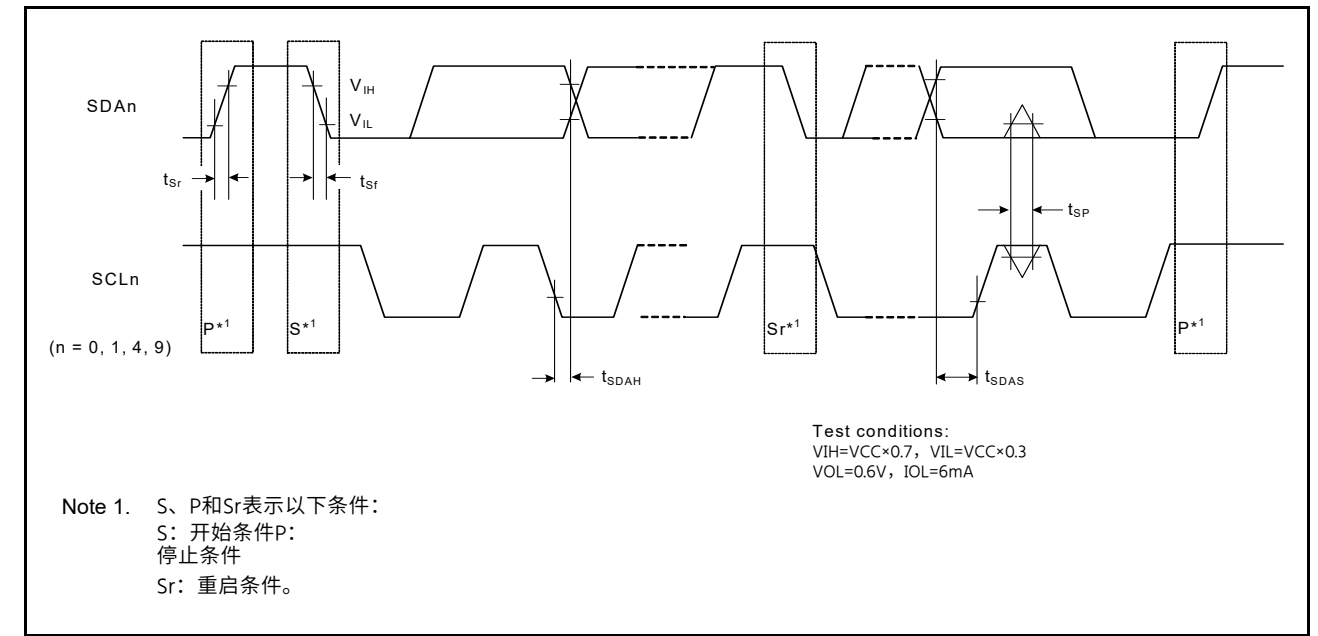 SDAn
V_IH
V_IL
t_Sr
t_Sf
t_SP
SCLn
P*¹
S*¹
Sr*¹
P*¹
(n = 0, 1, 4, 9)
t_SDAH
t_SDAS
Test conditions:
VIH=VCC×0.7，VIL=VCC×0.3
VOL=0.6V，IOL=6mA
Note 1. S、P和Sr表示以下条件：
S：开始条件P：
停止条件
Sr：重启条件。